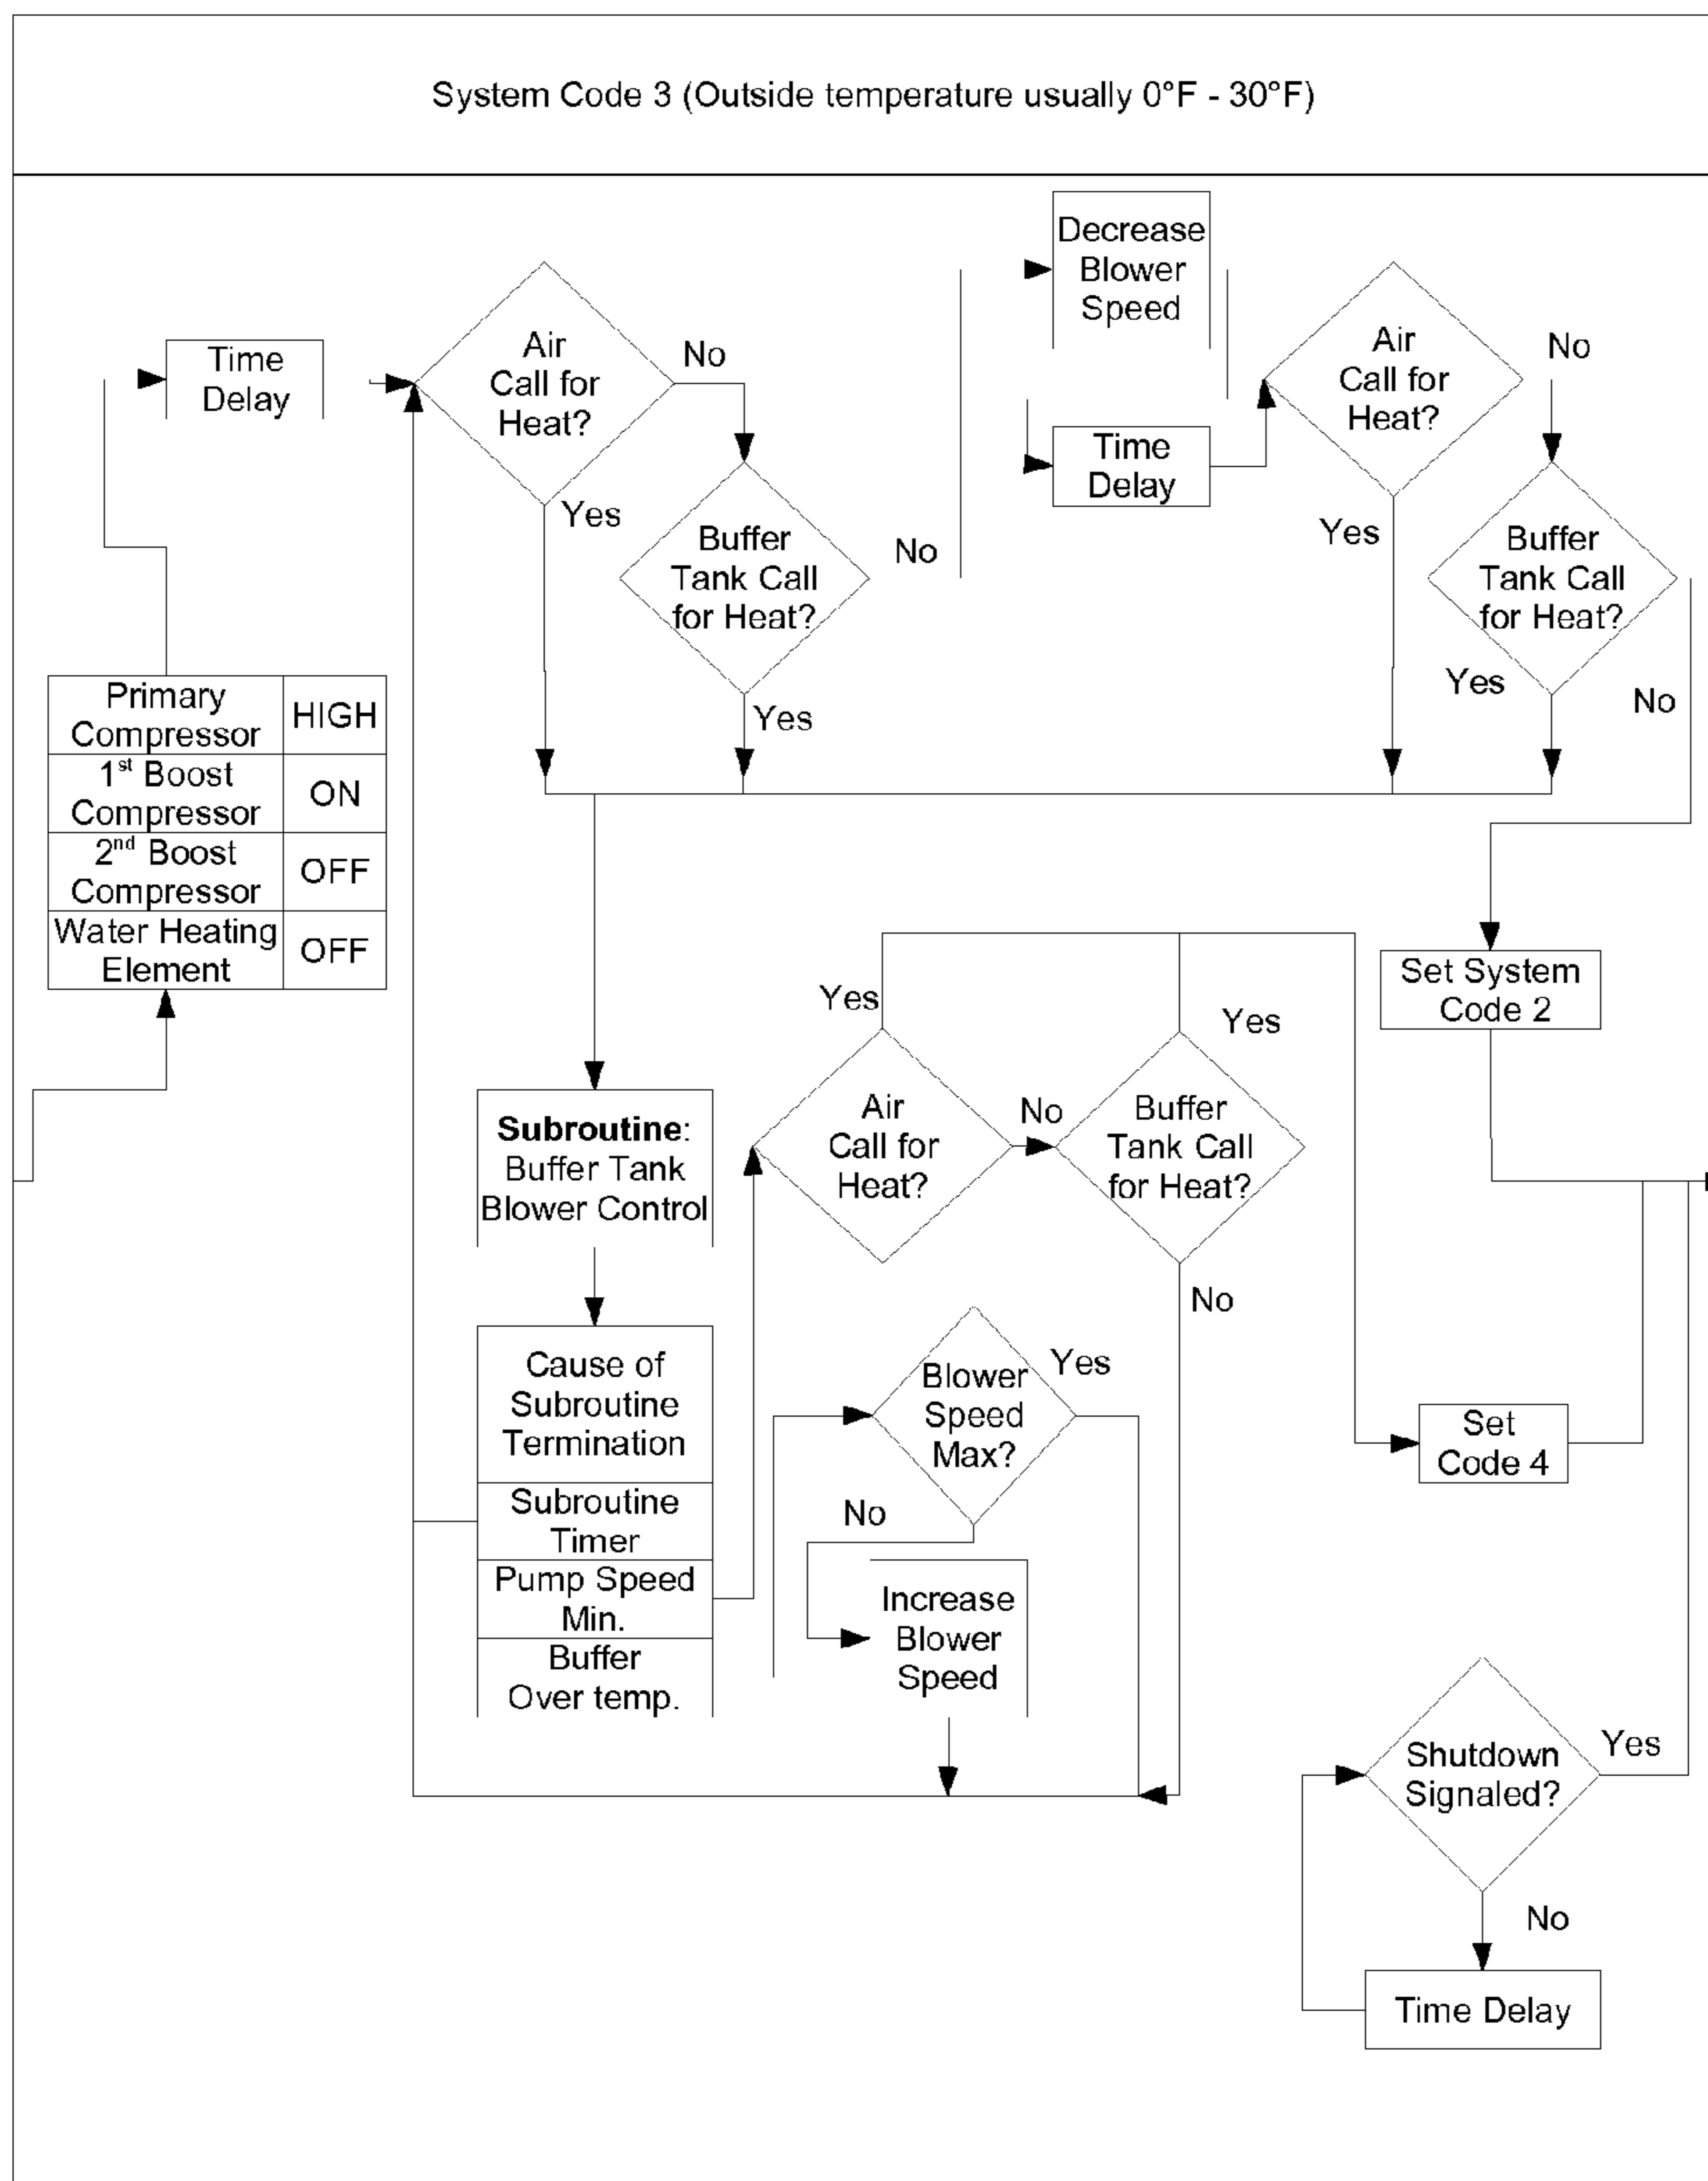 System Code 3 (Outside temperature usually 0°F - 30°F)
Time
Delay
Air
Call for
Heat?
No
Yes
Buffer
Tank Call
for Heat?
No
Yes
Decrease
Blower
Speed
Time
Delay
Air
Call for
Heat?
No
Yes
Buffer
Tank Call
for Heat?
Yes
No
Primary
Compressor
HIGH
1st Boost
Compressor
ON
2nd Boost
Compressor
OFF
Water Heating
Element
OFF
Set System
Code 2
Yes
Air
Call for
Heat?
No
Yes
Buffer
Tank Call
for Heat?
No
Subroutine:
Buffer Tank
Blower Control
Cause of
Subroutine
Termination
Subroutine
Timer
Pump Speed
Min.
Buffer
Over temp.
Blower
Speed
Max?
Yes
No
Increase
Blower
Speed
Set
Code 4
Shutdown
Signaled?
Yes
No
Time Delay